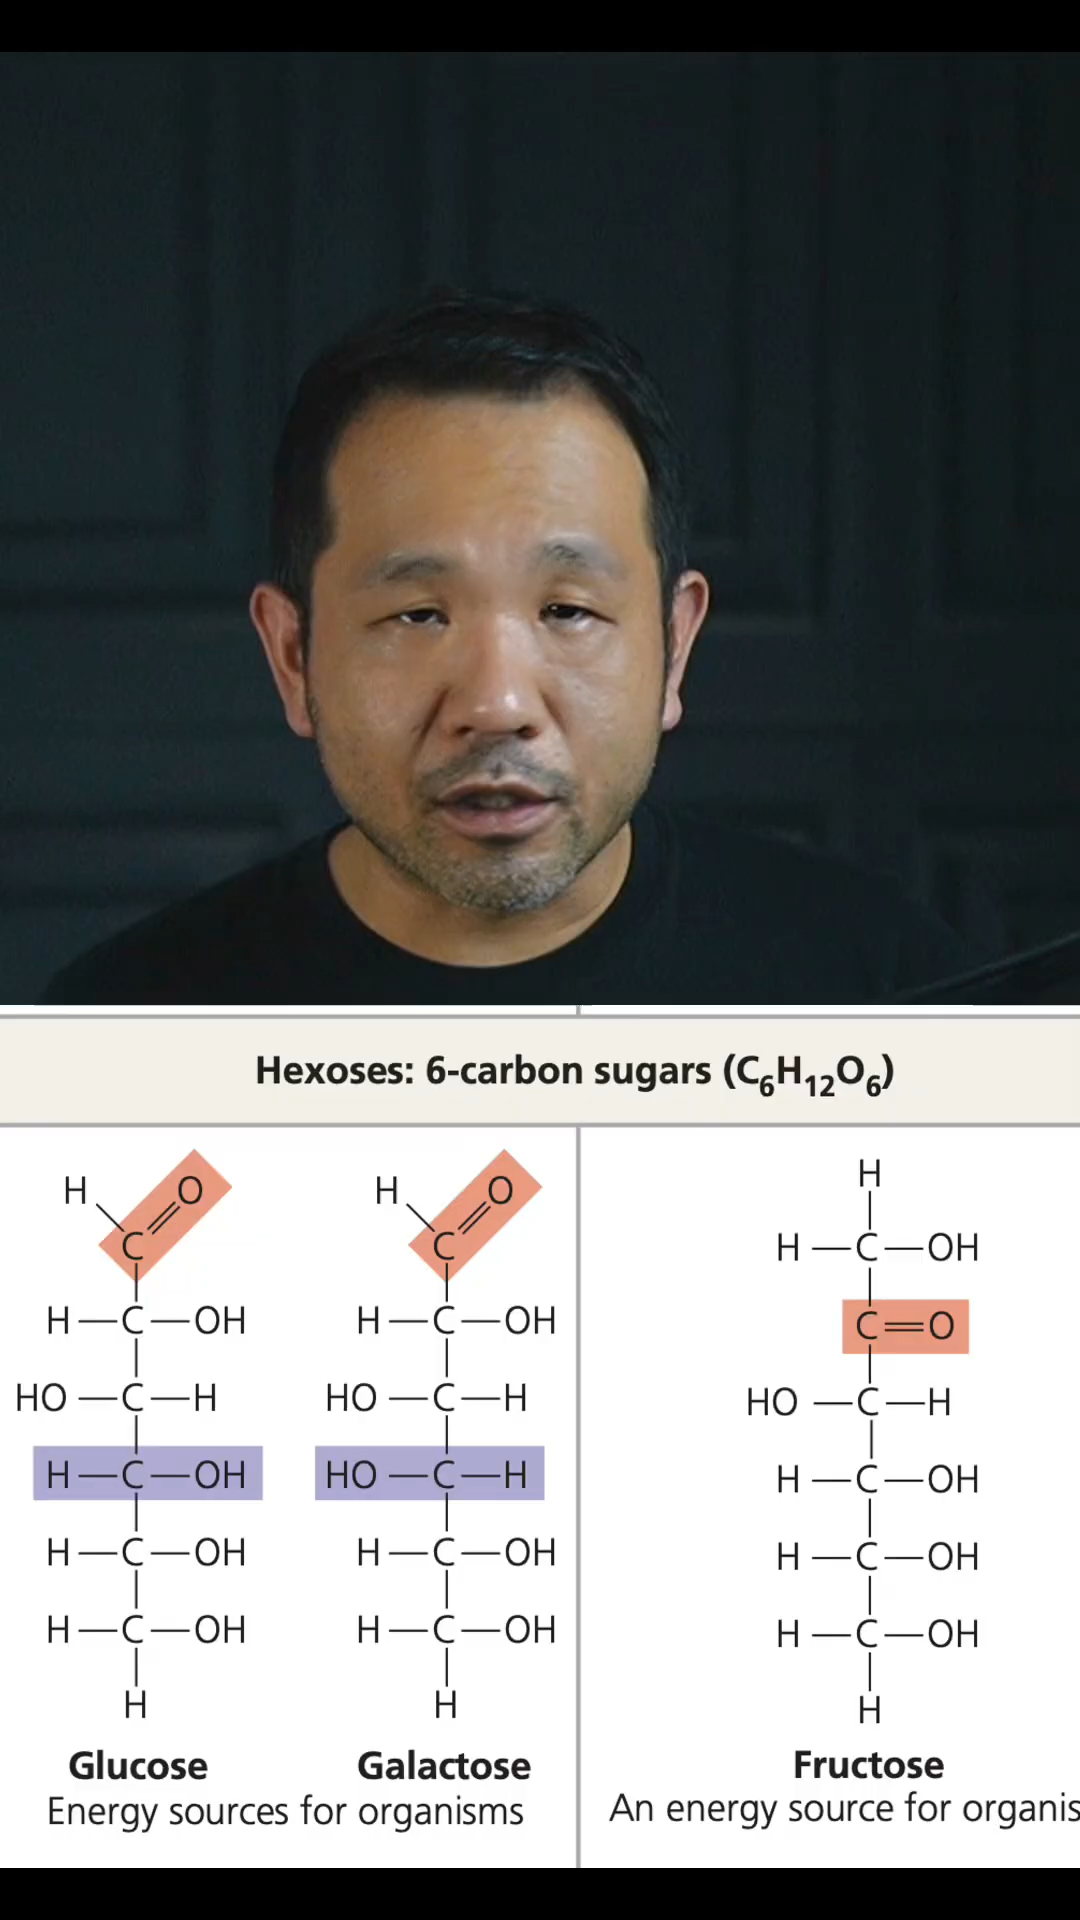 Hexoses: 6-carbon sugars (C₆H₁₂O₆)
H O
C
H—C—OH
HO—C—H
H—C—OH
H—C—OH
H—C—OH
H
Glucose
H O
C
H—C—OH
HO—C—H
HO—C—H
H—C—OH
H—C—OH
H
Galactose
Energy sources for organisms
H
H—C—OH
C=O
HO—C—H
H—C—OH
H—C—OH
H—C—OH
H
Fructose
An energy source for organis